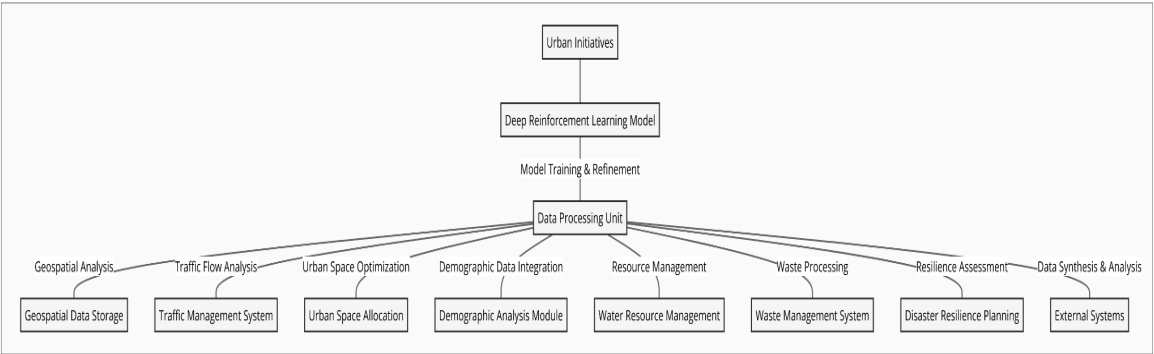 Urban Initiatives
Deep Reinforcement Learning Model
Model Training & Refinement
Data Processing Unit
Geospatial Analysis
Traffic Flow Analysis
Urban Space Optimization
Demographic Data Integration
Resource Management
Waste Processing
Resilience Assessment
Data Synthesis & Analysis
Geospatial Data Storage
Traffic Management System
Urban Space Allocation
Demographic Analysis Module
Water Resource Management
Waste Management System
Disaster Resilience Planning
External Systems